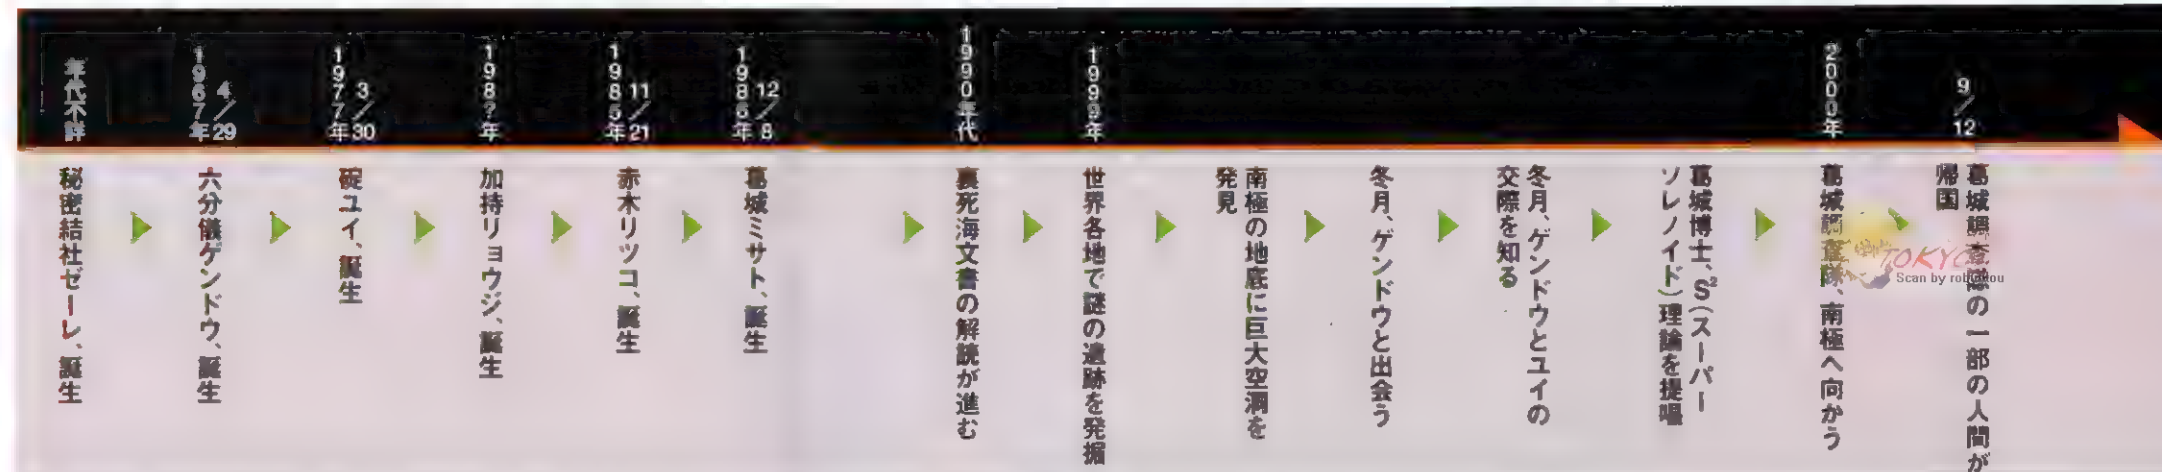 年代不詳
秘密結社ゼーレ、誕生
1967年
4/29
六分儀ゲンドウ、誕生
1977年
3/30
碇ユイ、誕生
198?年
加持リョウジ、誕生
1985年
11/21
赤木リツコ、誕生
1986年
12/8
葛城ミサト、誕生
1990年代
裏死海文書の解読が進む
1999年
世界各地で謎の遺跡を発掘
南極の地底に巨大空洞を
発見
冬月、ゲンドウと出会う
冬月、ゲンドウとユイの
交際を知る
葛城博士、S²(スーパー
ソレノイド)理論を提唱
2000年
葛城調査隊、南極へ向かう
9/12
葛城調査隊の一部の人間が
帰国
TOKYO
Scan by